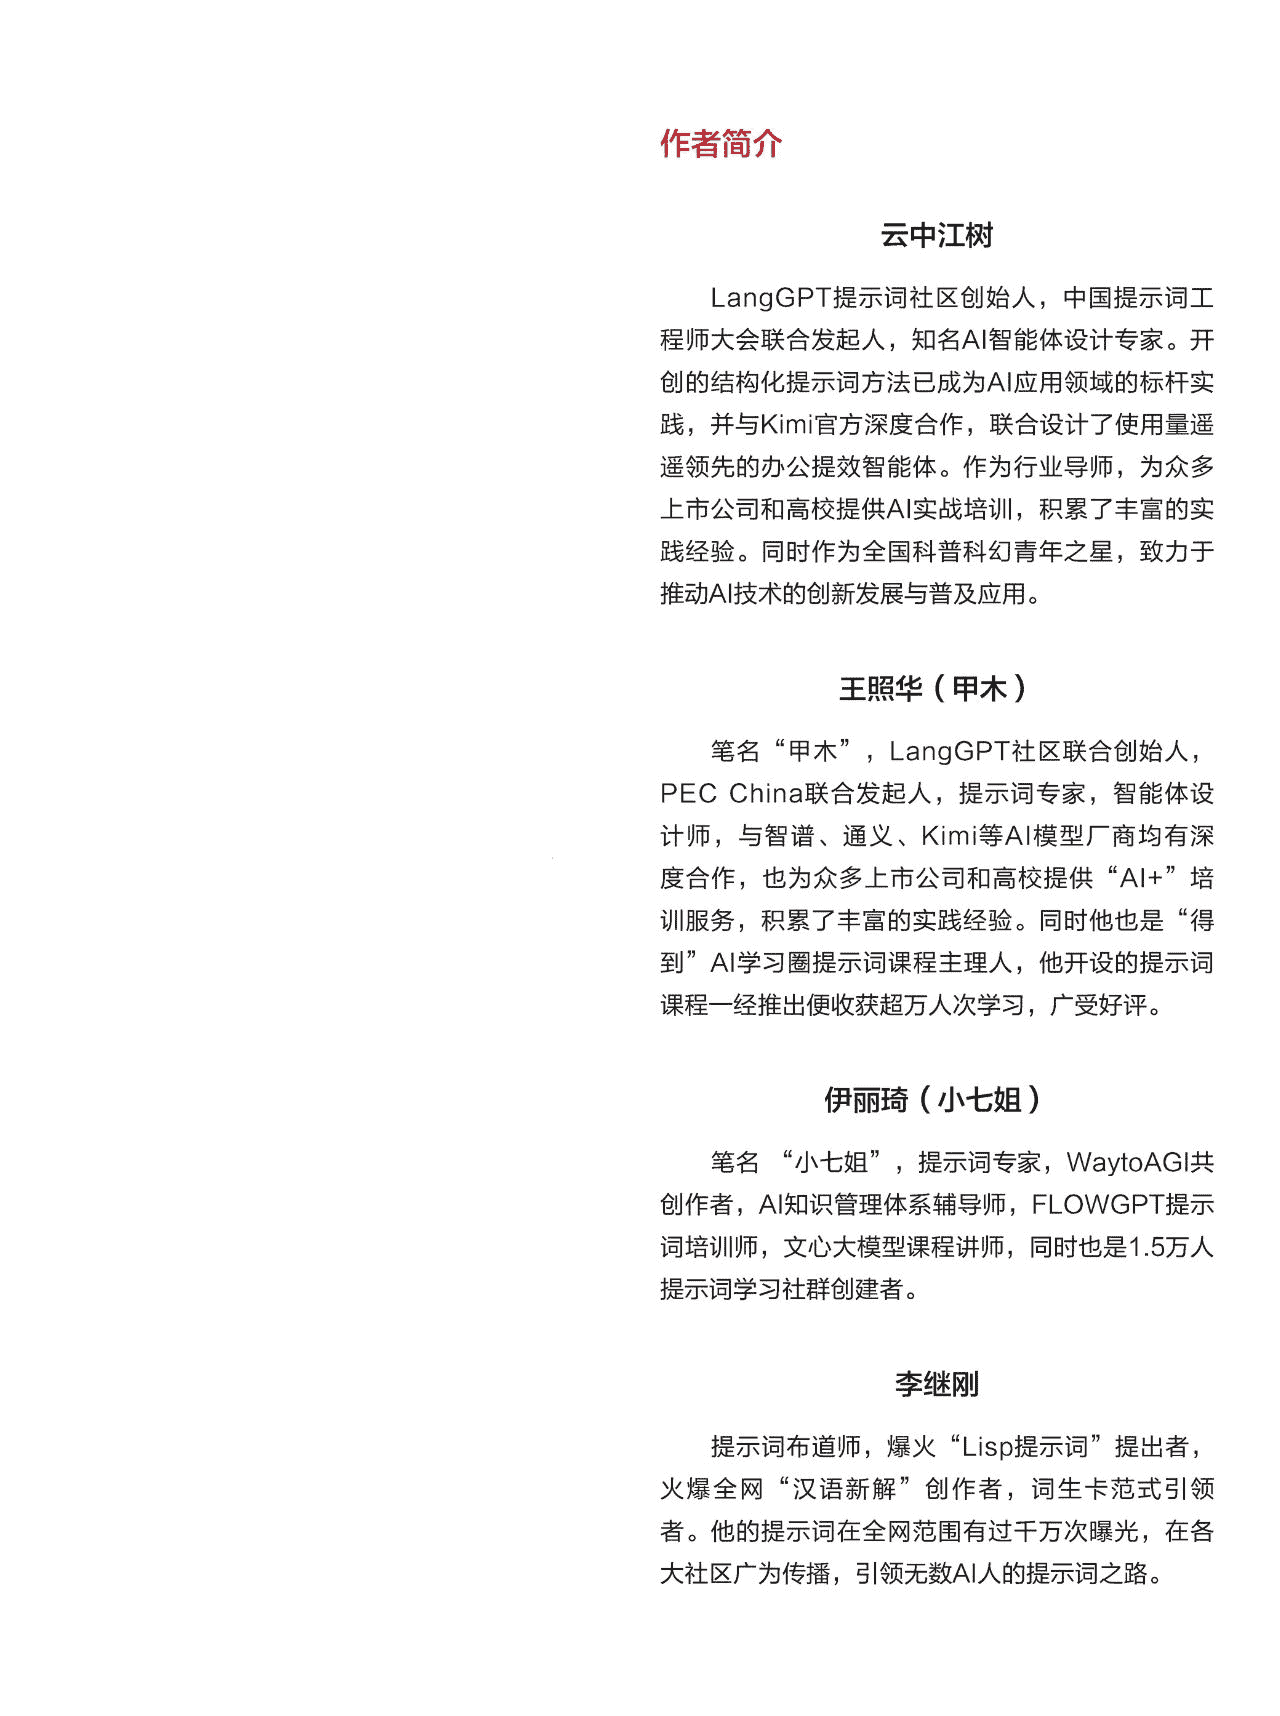 作者简介
云中江树
LangGPT提示词社区创始人，中国提示词工
程师大会联合发起人，知名AI智能体设计专家。开
创的结构化提示词方法已成为AI应用领域的标杆实
践，并与Kimi官方深度合作，联合设计了使用量遥
遥领先的办公提效智能体。作为行业导师，为众多
上市公司和高校提供AI实战培训，积累了丰富的实
践经验。同时作为全国科普科幻青年之星，致力于
推动AI技术的创新发展与普及应用。
王照华（甲木）
笔名“甲木”，LangGPT社区联合创始人，
PEC China联合发起人，提示词专家，智能体设
计师，与智谱、通义、Kimi等AI模型厂商均有深
度合作，也为众多上市公司和高校提供“AI+”培
训服务，积累了丰富的实践经验。同时他也是“得
到”AI学习圈提示词课程主理人，他开设的提示词
课程一经推出便收获超万人次学习，广受好评。
伊丽琦（小七姐）
笔名 “小七姐”，提示词专家，WaytoAGI共
创作者，AI知识管理体系辅导师，FLOWGPT提示
词培训师，文心大模型课程讲师，同时也是1.5万人
提示词学习社群创建者。
李继刚
提示词布道师，爆火“Lisp提示词”提出者，
火爆全网“汉语新解”创作者，词生卡范式引领
者。他的提示词在全网范围有过千万次曝光，在各
大社区广为传播，引领无数AI人的提示词之路。